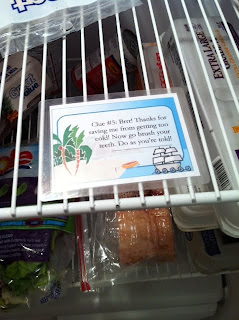 Clue #5: Brrr! Thanks for
saving me from getting too
cold! Now go brush your
teeth. Do as you're told!
EXTRA LARGE